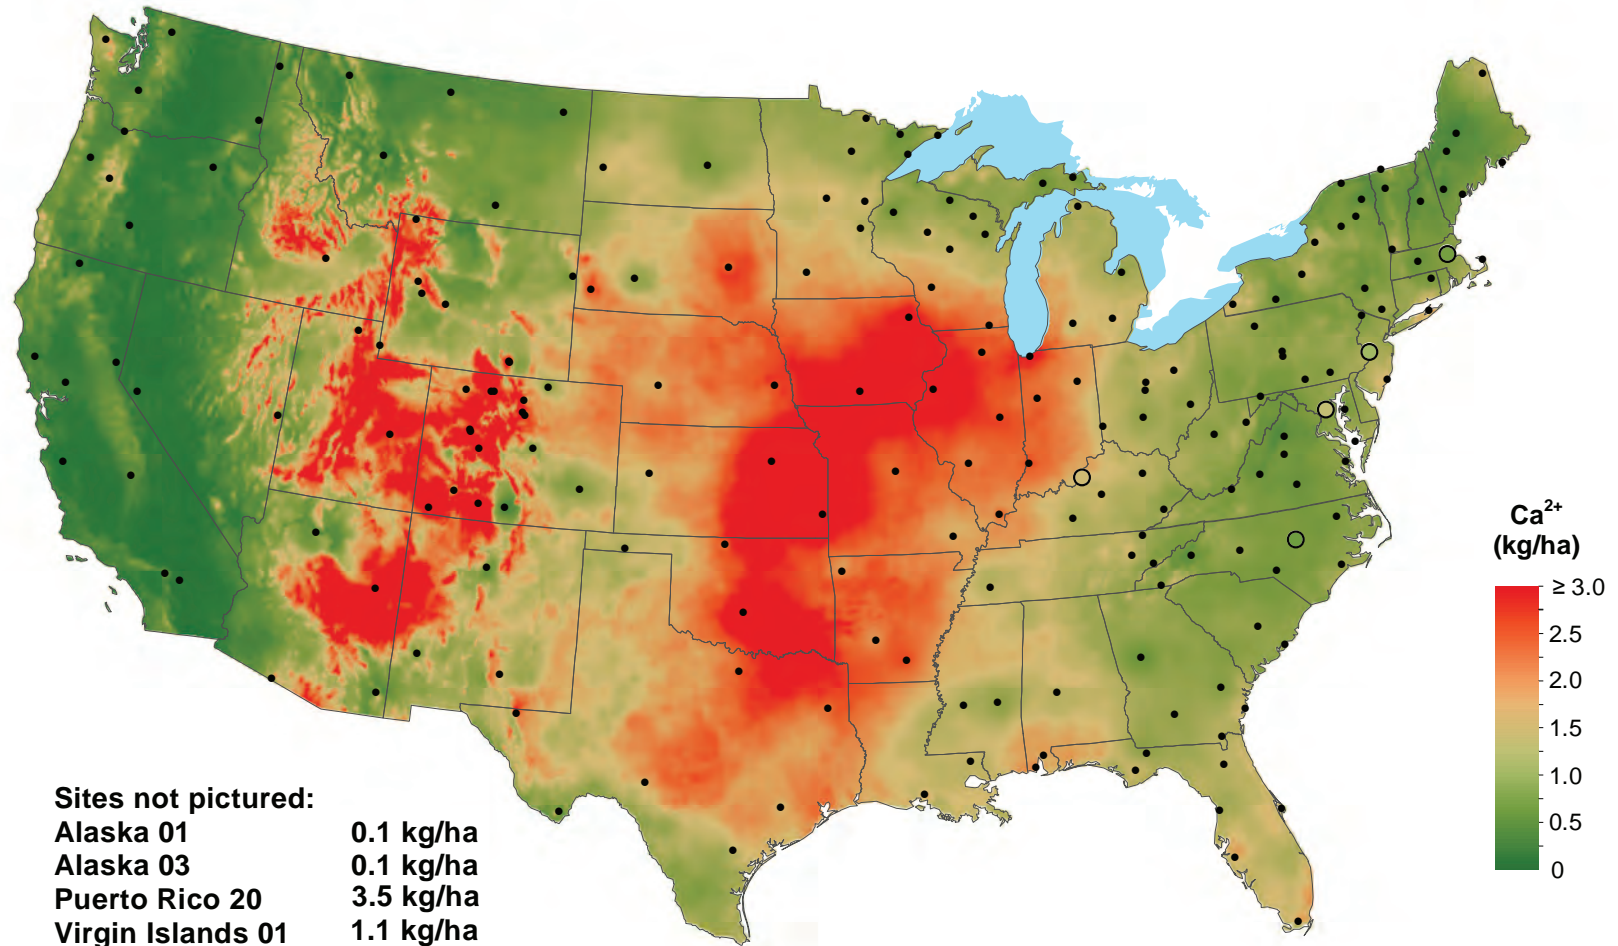 Ca²⁺
(kg/ha)
≥ 3.0
2.5
2.0
1.5
1.0
0.5
0
Sites not pictured:
Alaska 01 0.1 kg/ha
Alaska 03 0.1 kg/ha
Puerto Rico 20 3.5 kg/ha
Virgin Islands 01 1.1 kg/ha